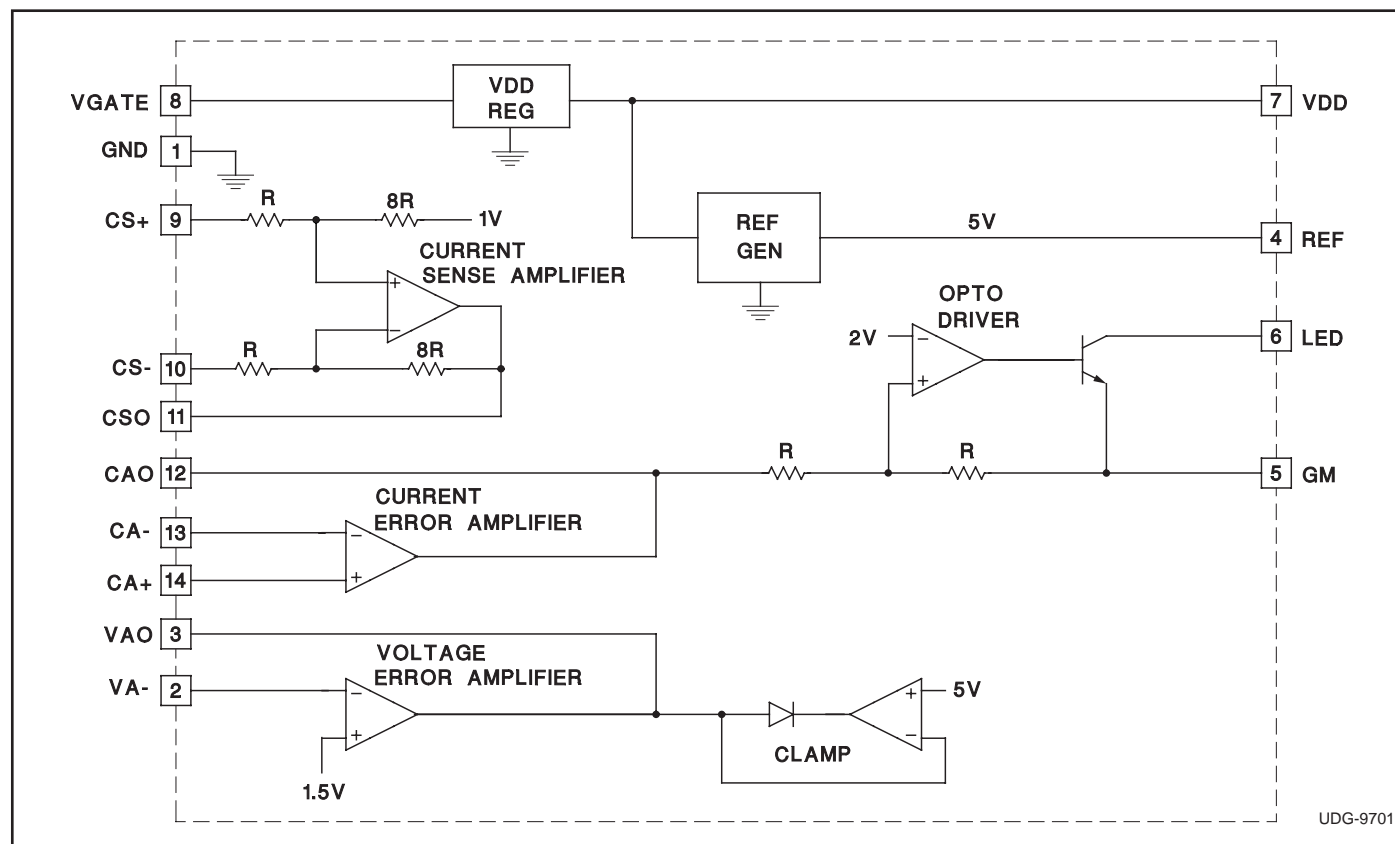 VGATE 8
VDD
REG
7 VDD
GND 1
CS+ 9
R
8R
1V
REF
GEN
5V
4 REF
CURRENT
SENSE AMPLIFIER
+
−
OPTO
DRIVER
2V
−
+
6 LED
CS- 10
R
8R
CSO 11
CAO 12
R
R
5 GM
CURRENT
ERROR AMPLIFIER
CA- 13
−
CA+ 14
+
VAO 3
VOLTAGE
ERROR AMPLIFIER
VA- 2
−
+
1.5V
+
5V
−
CLAMP
UDG-9701